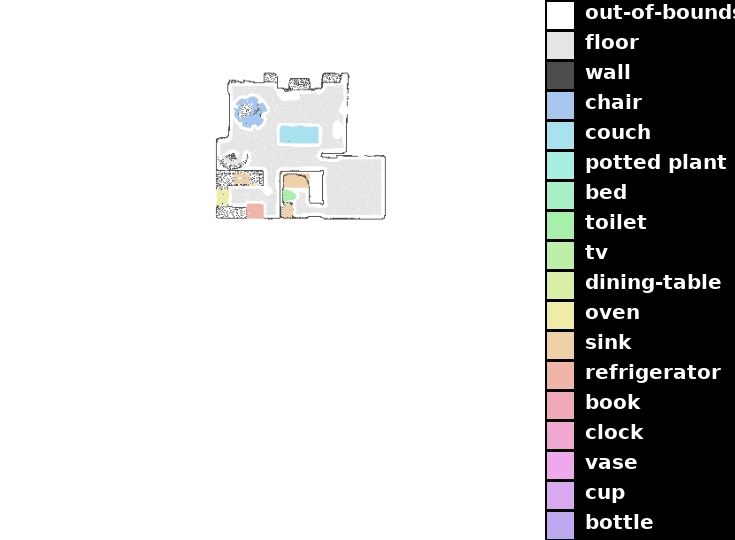 out-of-bounds
floor
wall
chair
couch
potted plant
bed
toilet
tv
dining-table
oven
sink
refrigerator
book
clock
vase
cup
bottle